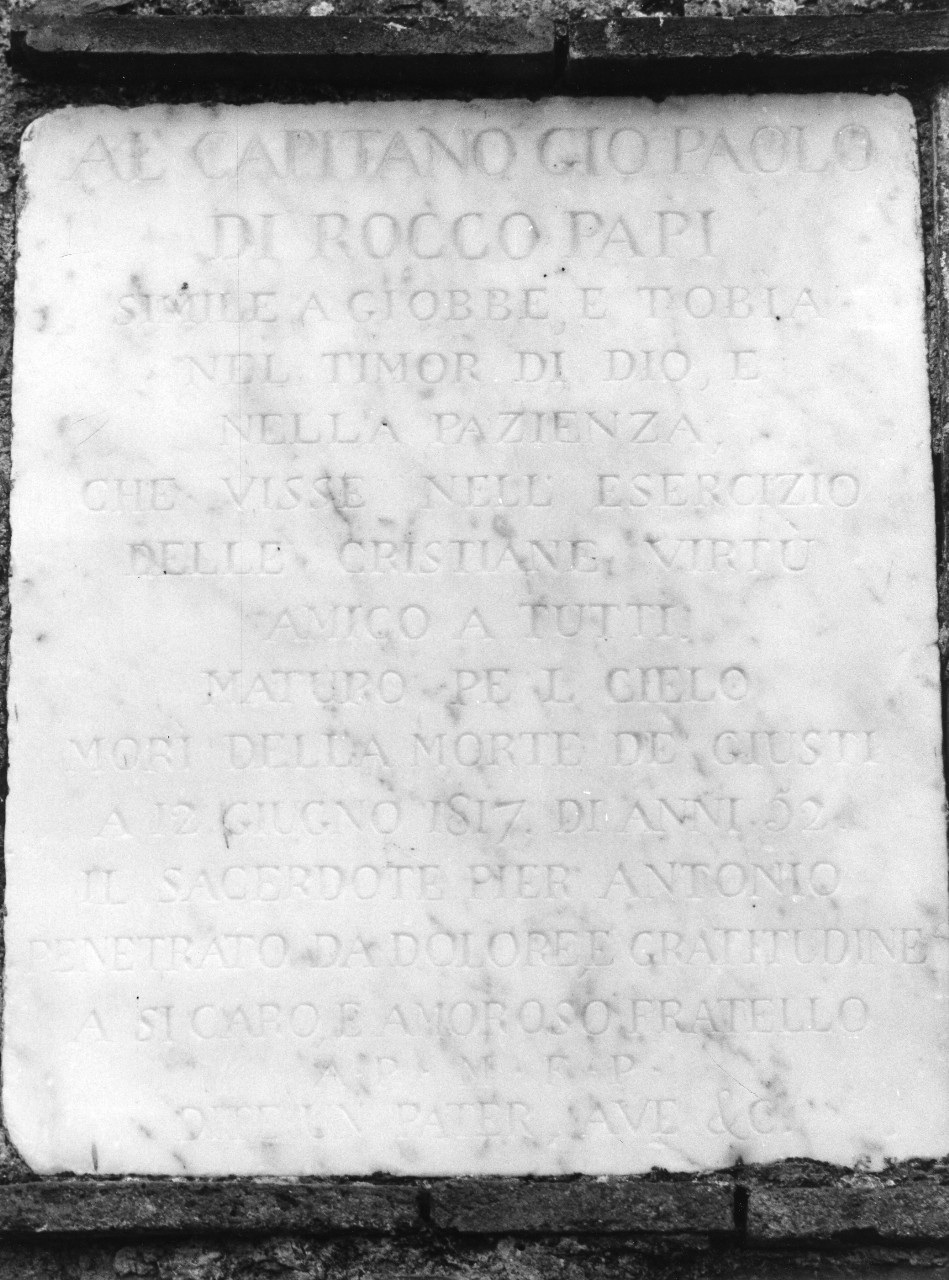 AL CAPITANO GIO PAOLO
DI ROCCO PAPI
SIMILE A GIOBBE, E TOBIA
NEL TIMOR DI DIO, E
NELLA PAZIENZA,
CHE VISSE NELL' ESERCIZIO
DELLE CRISTIANE VIRTÙ
AMICO A TUTTI.
MATURO PE 'L CIELO
MORÌ DELLA MORTE DE' GIUSTI
A 12 GIUGNO 1817. DI ANNI 52.
IL SACERDOTE PIER ANTONIO
PENETRATO DA DOLORE E GRATITUDINE
A SI CARO, E AMOROSO FRATELLO
A. P. M. F. P.
DITE UN PATER, AVE &C.